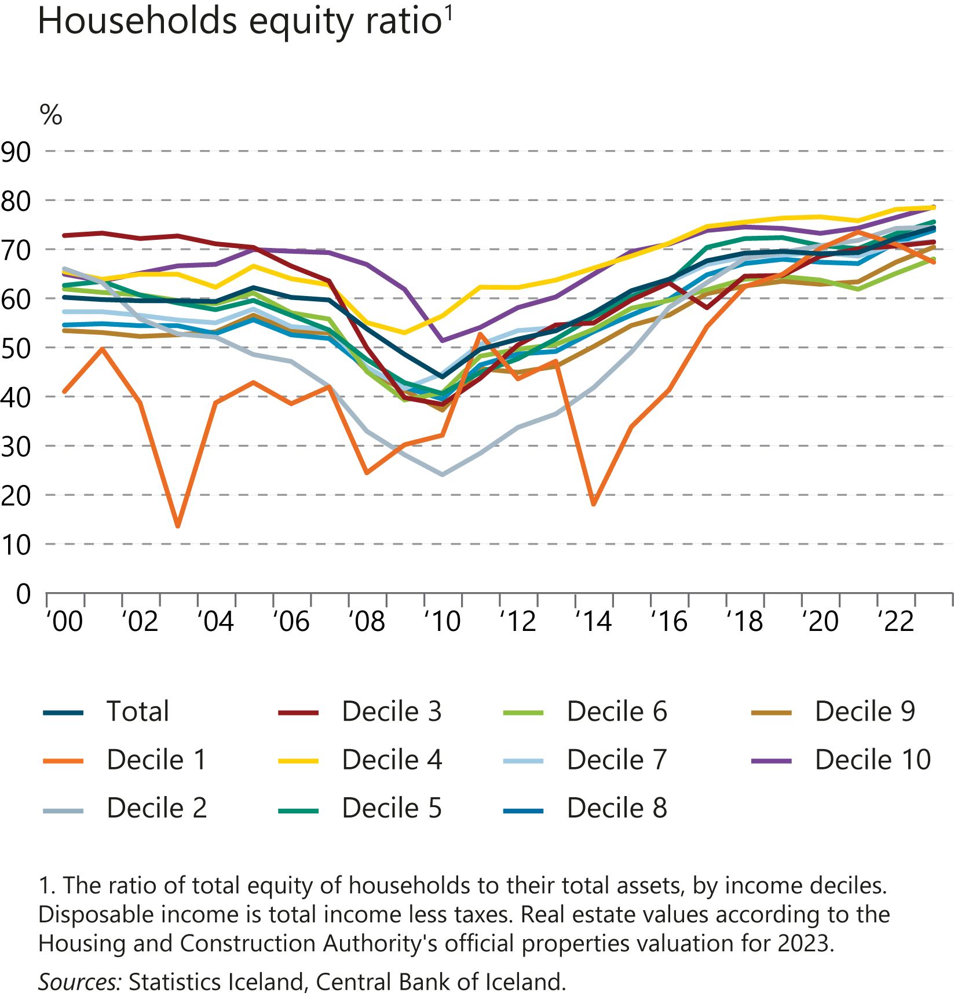 Households equity ratio¹
%
90
80
70
60
50
40
30
20
10
0
‘00 ‘02 ‘04 ‘06 ‘08 ‘10 ‘12 ‘14 ‘16 ‘18 ‘20 ‘22
Total Decile 3 Decile 6 Decile 9
Decile 1 Decile 4 Decile 7 Decile 10
Decile 2 Decile 5 Decile 8
1. The ratio of total equity of households to their total assets, by income deciles.
Disposable income is total income less taxes. Real estate values according to the
Housing and Construction Authority's official properties valuation for 2023.
Sources: Statistics Iceland, Central Bank of Iceland.